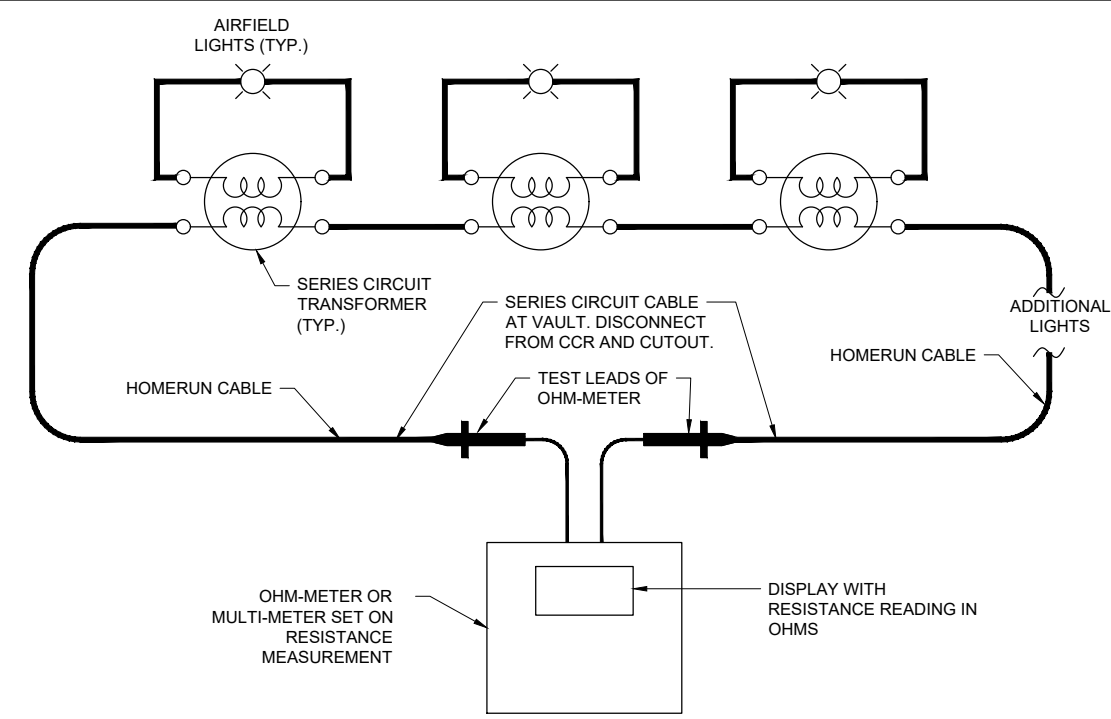 AIRFIELD
LIGHTS (TYP.)
SERIES CIRCUIT
TRANSFORMER
(TYP.)
SERIES CIRCUIT CABLE
AT VAULT. DISCONNECT
FROM CCR AND CUTOUT.
ADDITIONAL
LIGHTS
HOMERUN CABLE
TEST LEADS OF
OHM-METER
HOMERUN CABLE
OHM-METER OR
MULTI-METER SET ON
RESISTANCE
MEASUREMENT
DISPLAY WITH
RESISTANCE READING IN
OHMS